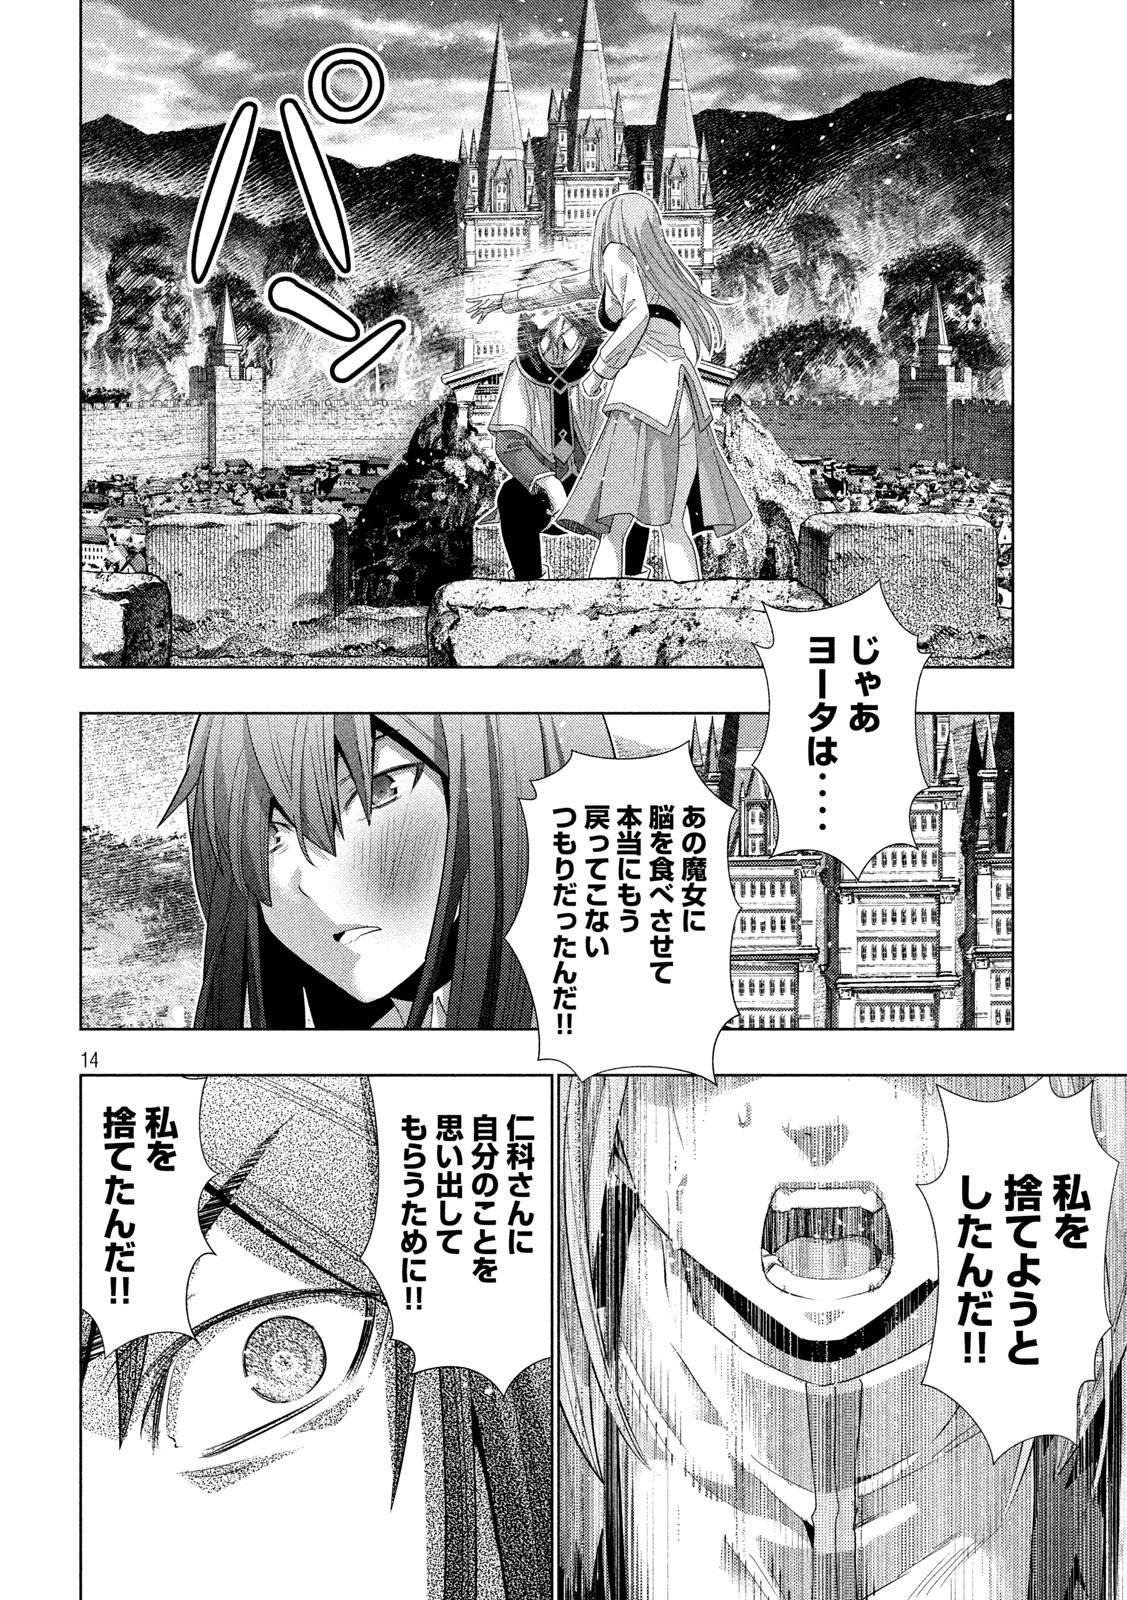 パンッ
じゃあ
ヨータは‥‥
あの魔女に
脳を食べさせて
本当にもう
戻ってこない
つもりだったんだ!!
14
私を
捨てようと
したんだ!!
仁科さんに
自分のことを
思い出して
もらうために!!
私を
捨てたんだ!!